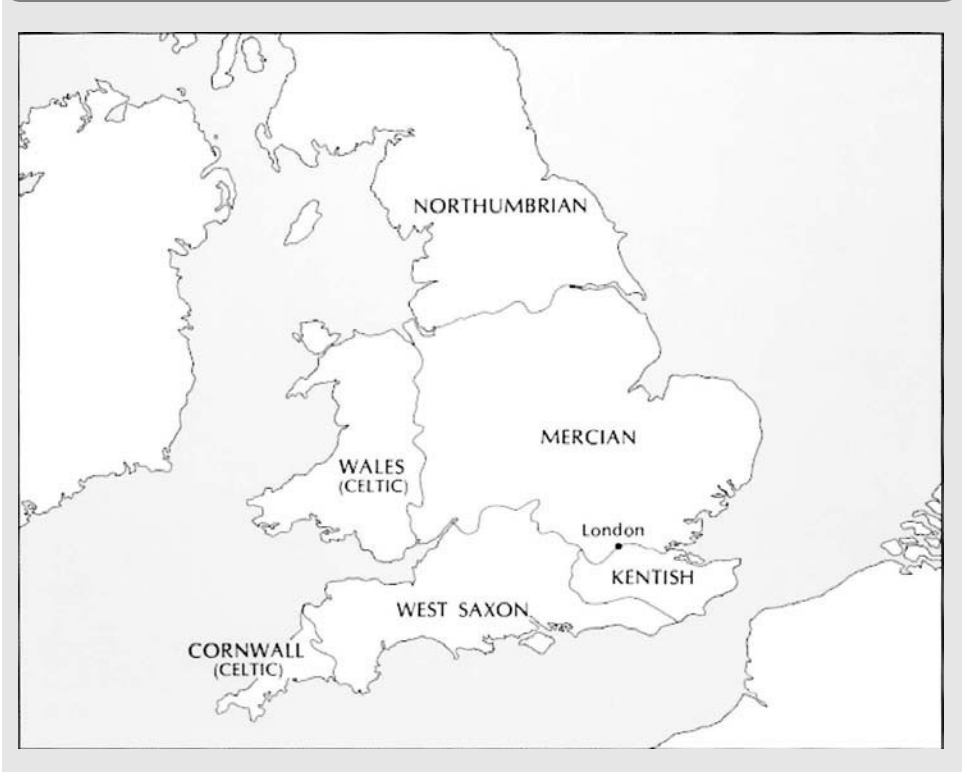 NORTHUMBRIAN
MERCIAN
WALES
(CELTIC)
London
KENTISH
WEST SAXON
CORNWALL
(CELTIC)